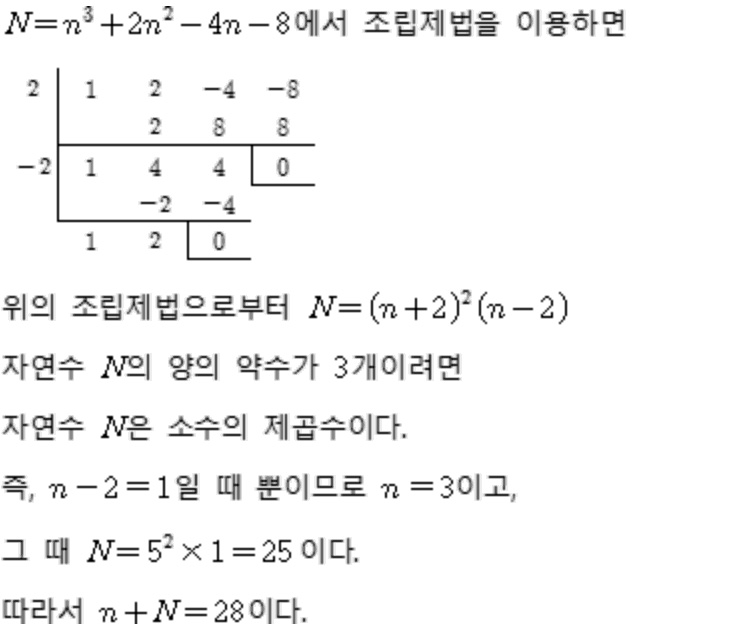 N=n³+2n²-4n-8에서 조립제법을 이용하면
2 1 2 -4 -8
2 8 8
-2 1 4 4 0
-2 -4
1 2 0
위의 조립제법으로부터 N=(n+2)²(n-2)
자연수 N의 양의 약수가 3개이려면
자연수 N은 소수의 제곱수이다.
즉, n-2=1일 때 뿐이므로 n=3이고,
그 때 N=5²×1=25이다.
따라서 n+N=28이다.